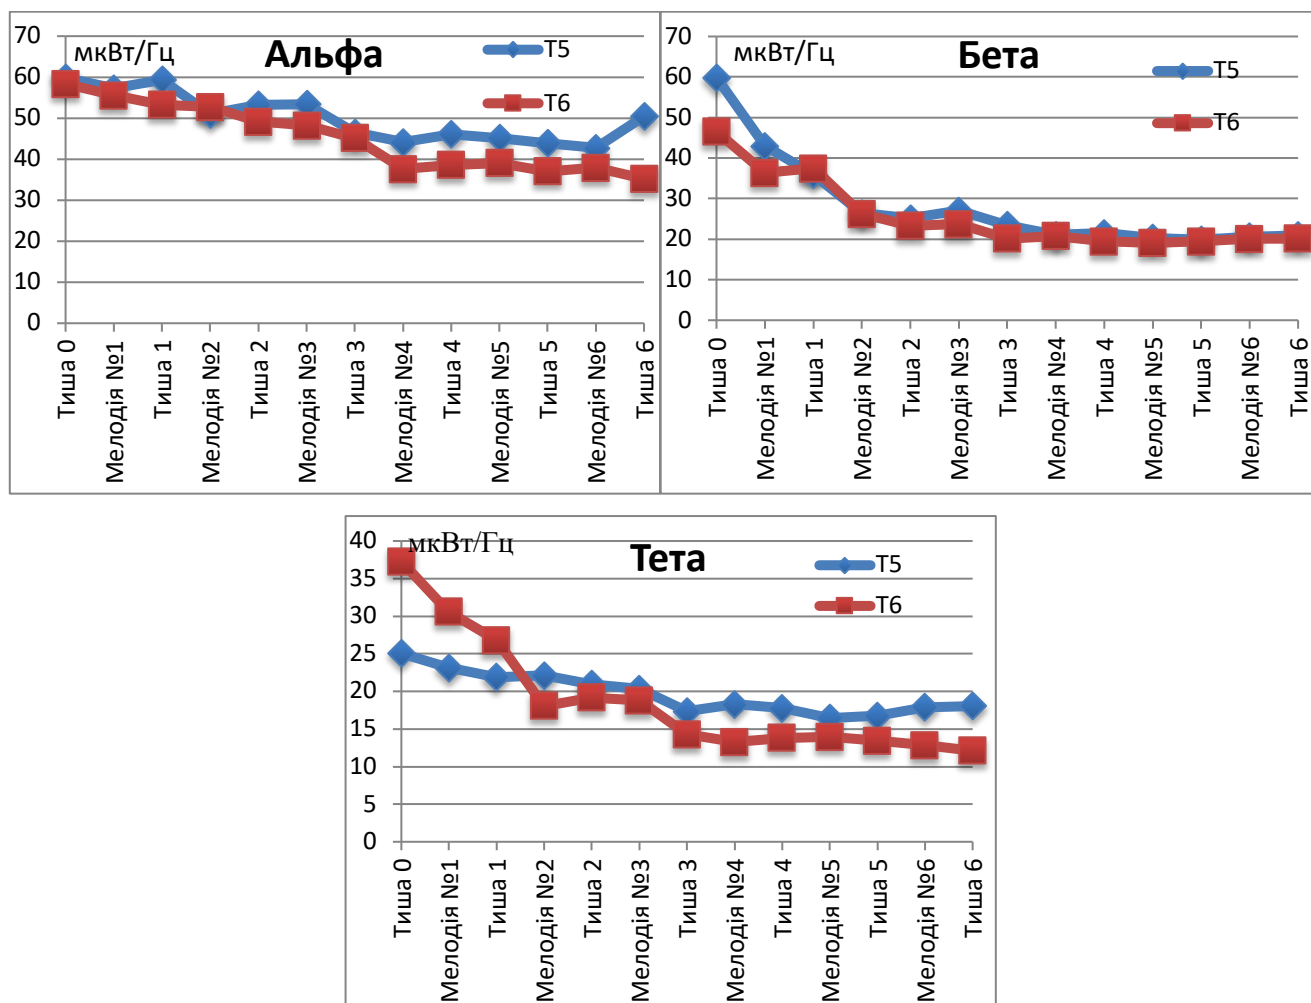 мкВт/Гц
Альфа
T5
T6
70
60
50
40
30
20
10
0
Тиша 0
Мелодія №1
Тиша 1
Мелодія №2
Тиша 2
Мелодія №3
Тиша 3
Мелодія №4
Тиша 4
Мелодія №5
Тиша 5
Мелодія №6
Тиша 6
мкВт/Гц
Бета
T5
T6
70
60
50
40
30
20
10
0
Тиша 0
Мелодія №1
Тиша 1
Мелодія №2
Тиша 2
Мелодія №3
Тиша 3
Мелодія №4
Тиша 4
Мелодія №5
Тиша 5
Мелодія №6
Тиша 6
мкВт/Гц
Тета
T5
T6
40
35
30
25
20
15
10
5
0
Тиша 0
Мелодія №1
Тиша 1
Мелодія №2
Тиша 2
Мелодія №3
Тиша 3
Мелодія №4
Тиша 4
Мелодія №5
Тиша 5
Мелодія №6
Тиша 6